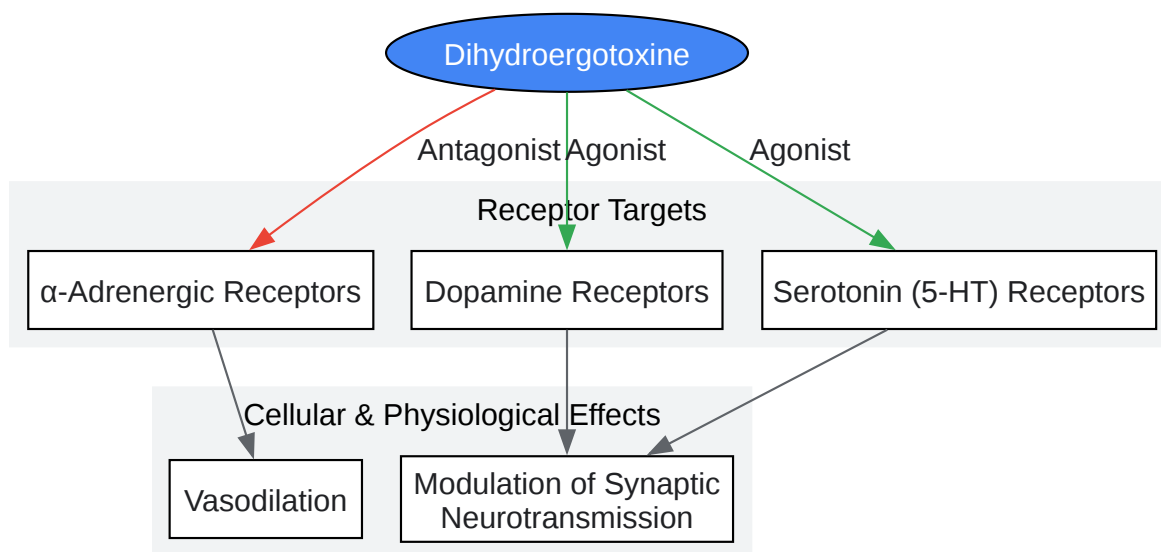 Dihydroergotoxine
Antagonist
Agonist
Agonist
Receptor Targets
α-Adrenergic Receptors
Dopamine Receptors
Serotonin (5-HT) Receptors
Cellular & Physiological Effects
Vasodilation
Modulation of Synaptic
Neurotransmission